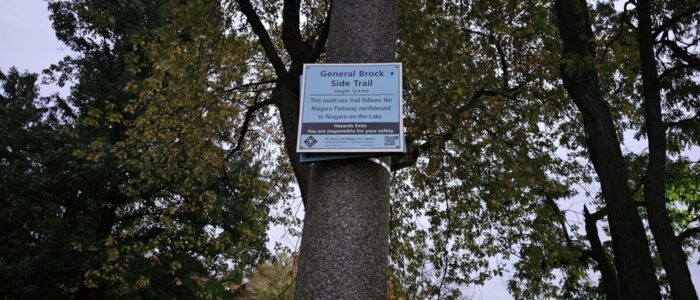 General Brock
Side Trail
Length: 12.4 km
This multi-use trail follows the
Niagara Parkway northbound
to Niagara-on-the-Lake.
Hazards Exist
You are responsible for your safety.